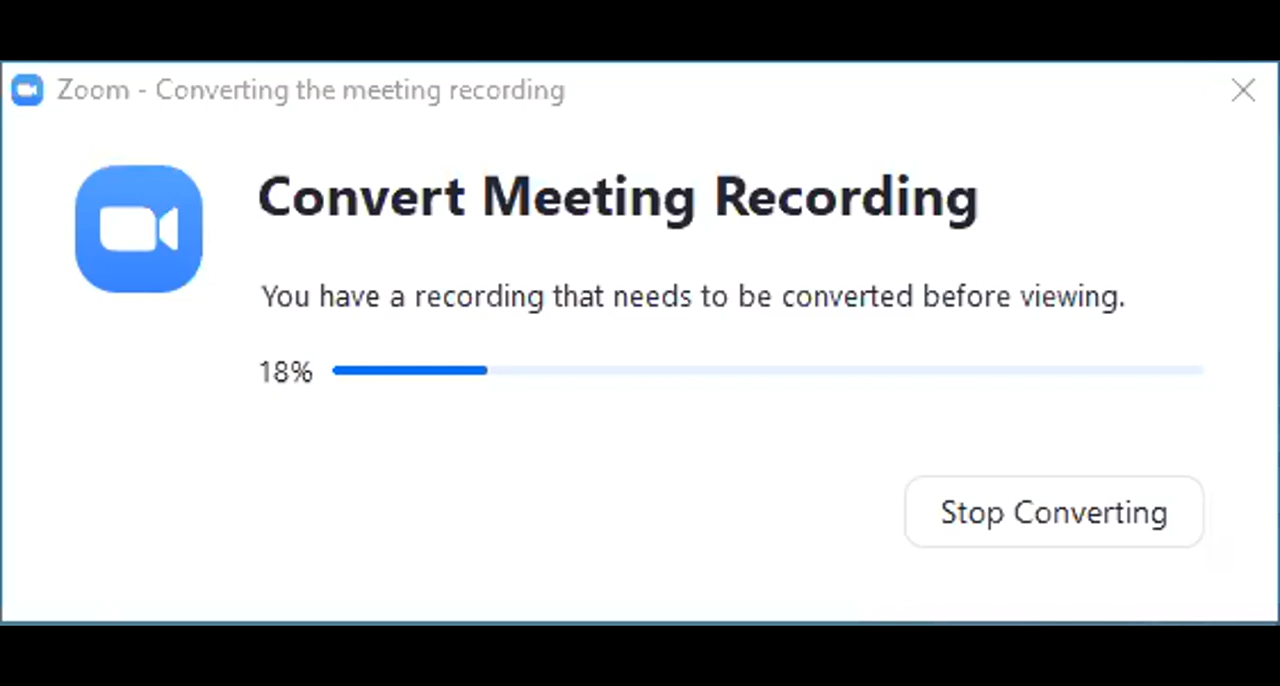 Zoom - Converting the meeting recording
Convert Meeting Recording
You have a recording that needs to be converted before viewing.
18%
Stop Converting